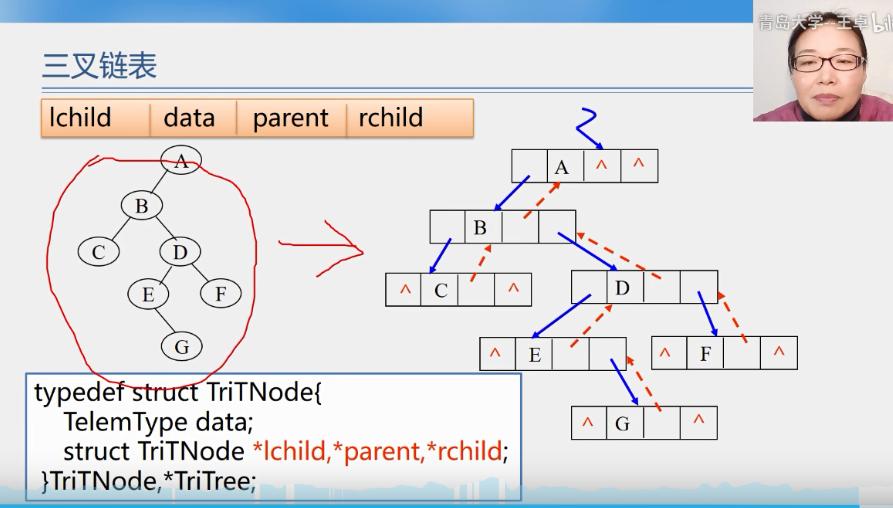 青岛大学--王卓
三叉链表
lchild data parent rchild
A
B
C D
E F
G
A ^ ^
B
^ C ^
D
^ E
^ F ^
^ G ^
typedef struct TriTNode{
TelemType data;
struct TriTNode *lchild,*parent,*rchild;
}TriTNode,*TriTree;